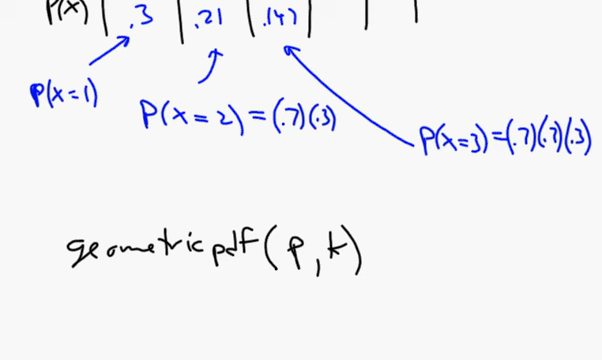 P(x) | .3 | .21 | .147 | | |
P(x=1)
P(x=2)=(.7)(.3)
P(x=3)=(.7)(.7)(.3)
geometricpdf(p,k)